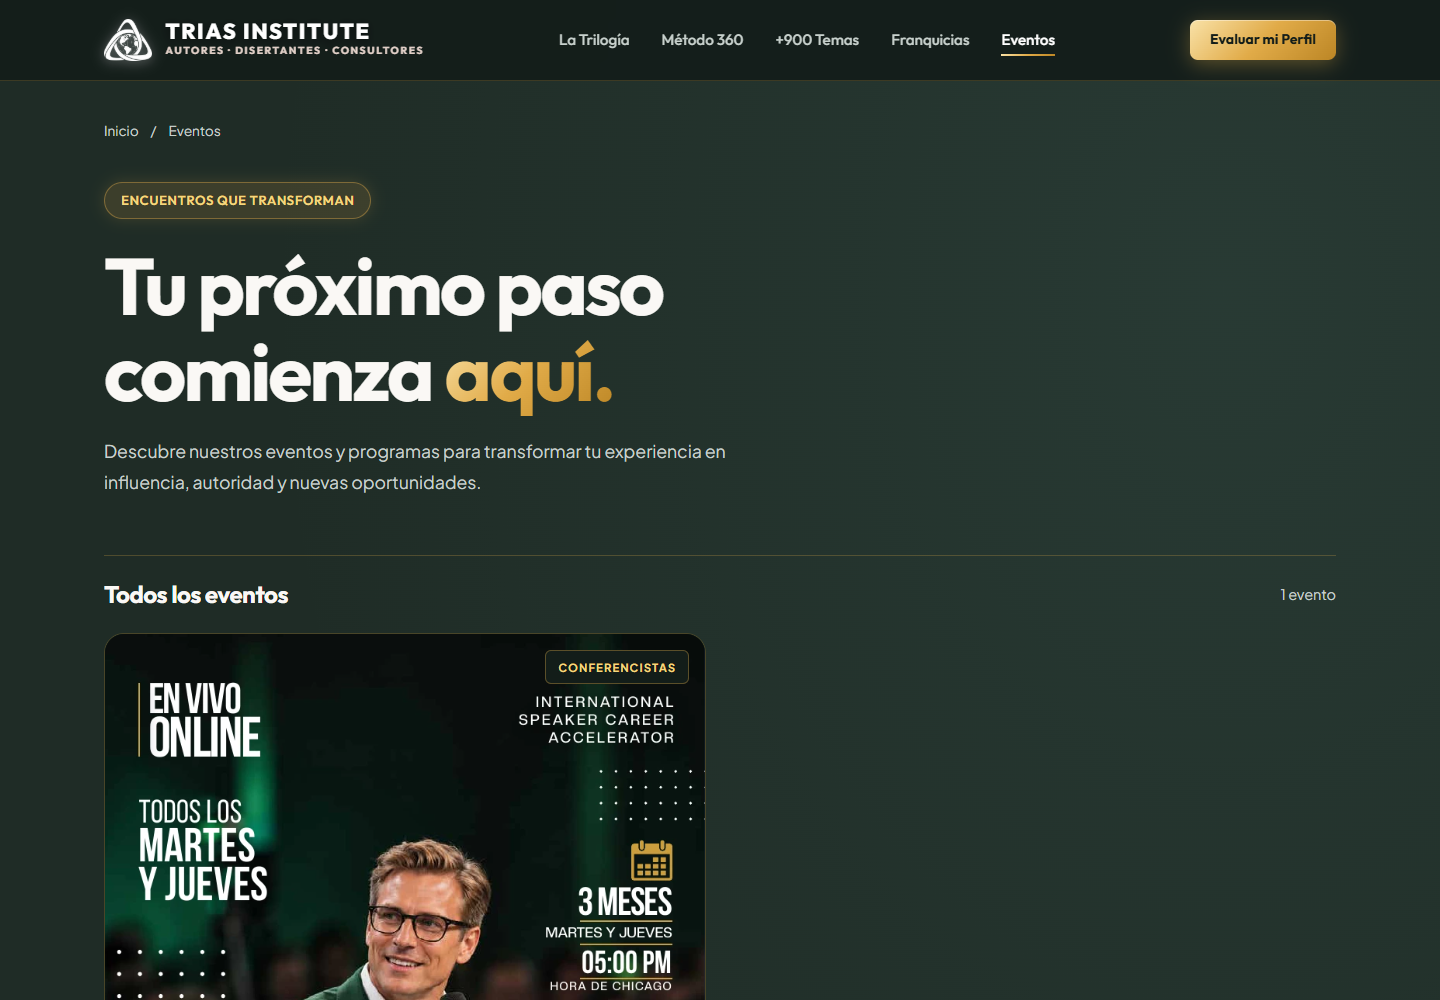 TRIAS INSTITUTE
AUTORES · DISERTANTES · CONSULTORES
La Trilogía
Método 360
+900 Temas
Franquicias
Eventos
Evaluar mi Perfil
Inicio / Eventos
ENCUENTROS QUE TRANSFORMAN
Tu próximo paso
comienza aquí.
Descubre nuestros eventos y programas para transformar tu experiencia en
influencia, autoridad y nuevas oportunidades.
Todos los eventos
1 evento
CONFERENCISTAS
EN VIVO
ONLINE
INTERNATIONAL
SPEAKER CAREER
ACCELERATOR
TODOS LOS
MARTES
Y JUEVES
3 MESES
MARTES Y JUEVES
05:00 PM
HORA DE CHICAGO